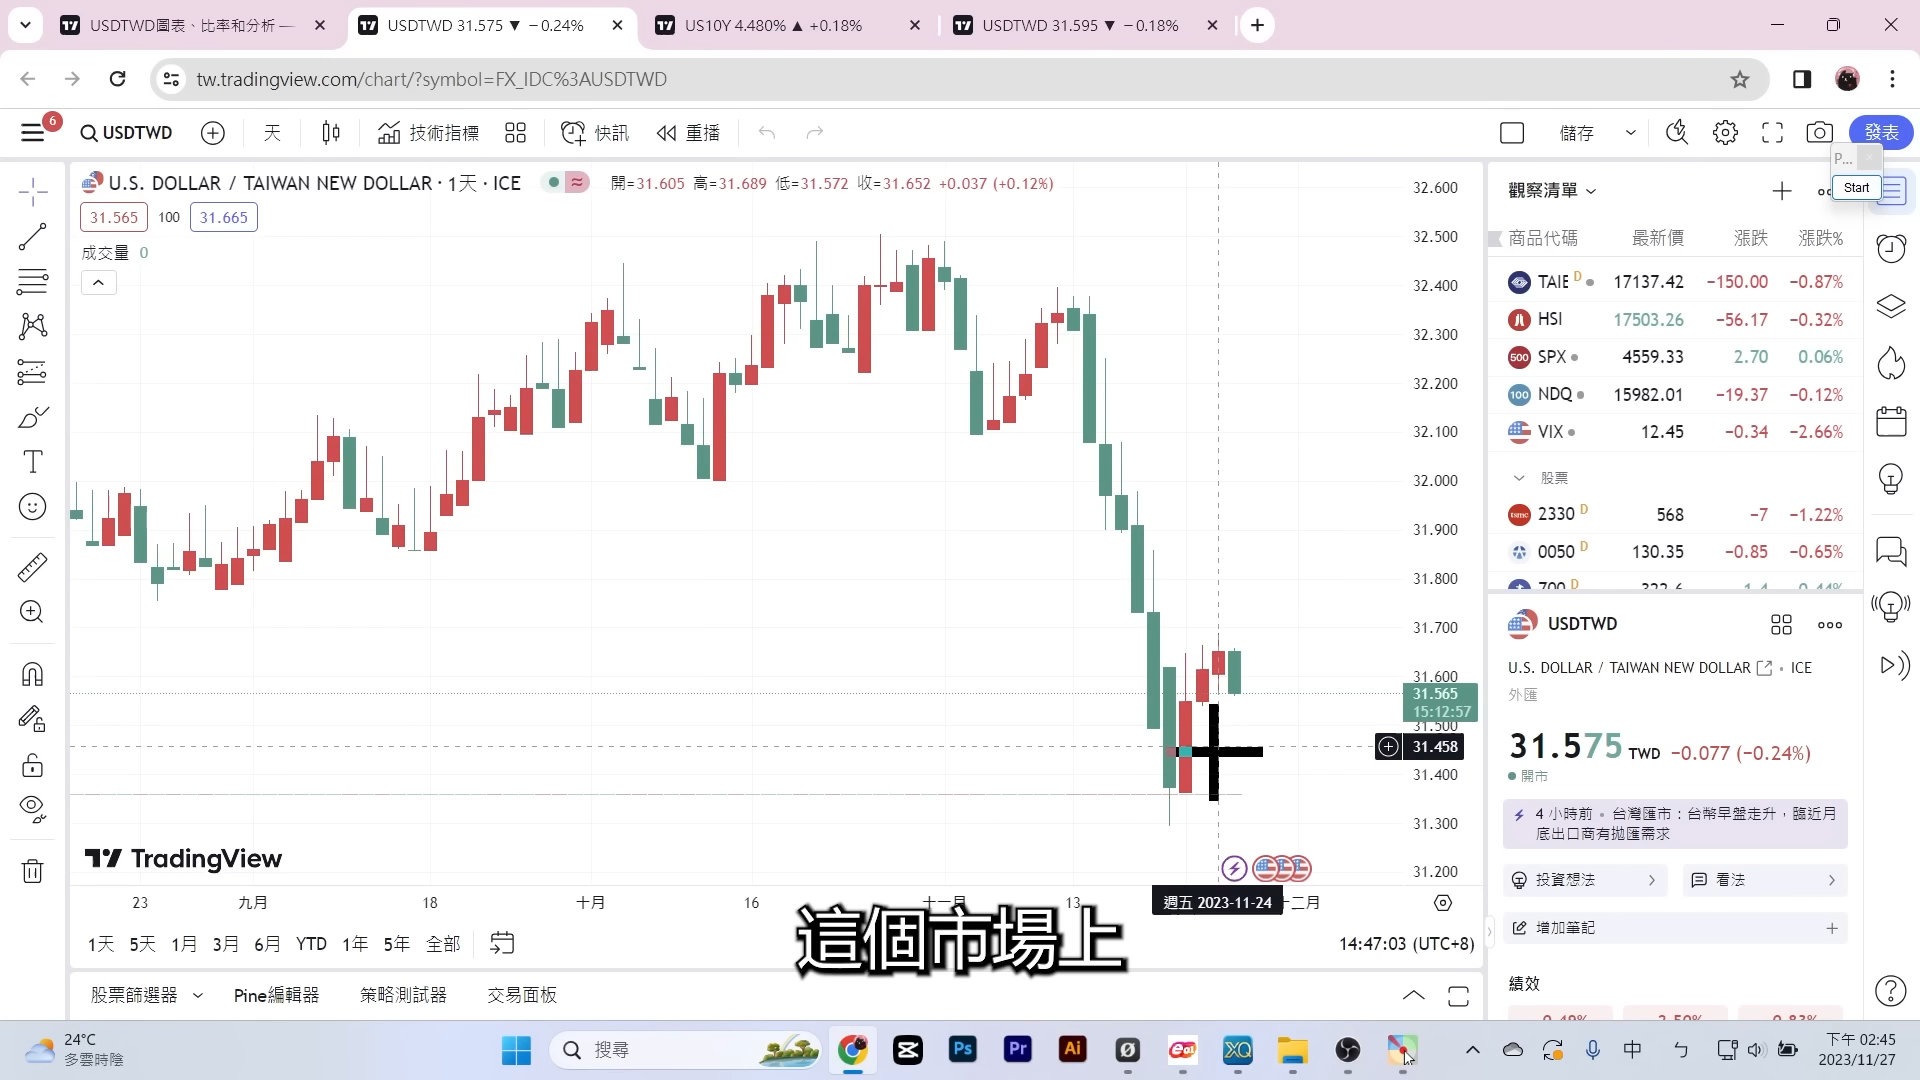 USDTWD圖表、比率和分析 —
USDTWD 31.575 ▼ −0.24%
US10Y 4.480% ▲ +0.18%
USDTWD 31.595 ▼ −0.18%
tw.tradingview.com/chart/?symbol=FX_IDC%3AUSDTWD
6
USDTWD
天
技術指標
快訊
重播
儲存
發表
P...
Start
U.S. DOLLAR / TAIWAN NEW DOLLAR · 1天 · ICE
開=31.605 高=31.689 低=31.572 收=31.652 +0.037 (+0.12%)
31.565 100 31.665
成交量 0
32.600
32.500
32.400
32.300
32.200
32.100
32.000
31.900
31.800
31.700
31.600
31.565
15:12:57
31.500
31.458
31.400
31.300
31.200
TradingView
23 九月 18 十月 16 十一月 13 週五 2023-11-24 十二月
這個市場上
1天 5天 1月 3月 6月 YTD 1年 5年 全部
14:47:03 (UTC+8)
股票篩選器 Pine編輯器 策略測試器 交易面板
觀察清單
商品代碼 最新價 漲跌 漲跌%
TAIE D 17137.42 −150.00 −0.87%
HSI 17503.26 −56.17 −0.32%
500 SPX 4559.33 2.70 0.06%
100 NDQ 15982.01 −19.37 −0.12%
VIX 12.45 −0.34 −2.66%
股票
tsmc 2330 D 568 −7 −1.22%
0050 D 130.35 −0.85 −0.65%
700 D 322.6 1.4 0.44%
USDTWD
U.S. DOLLAR / TAIWAN NEW DOLLAR · ICE
外匯
31.575 TWD −0.077 (−0.24%)
開市
4 小時前 · 台灣匯市：台幣早盤走升，臨近月
底出口商有拋匯需求
投資想法
看法
增加筆記
績效
24°C
多雲時陰
搜尋
Ps
Pr
Ai
XQ
中
下午 02:45
2023/11/27